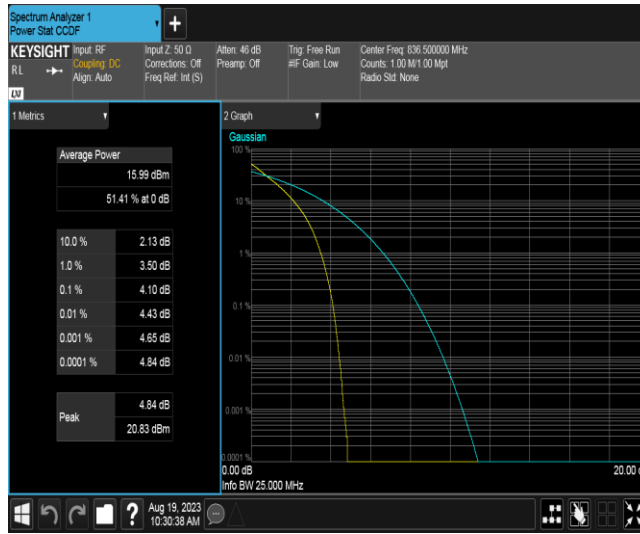 Spectrum Analyzer 1
Power Stat CCDF
KEYSIGHT
RL
Input: RF
Coupling: DC
Align: Auto
Input Z: 50 Ω
Corrections: Off
Freq Ref: Int (S)
Atten: 46 dB
Preamp: Off
Trig: Free Run
#IF Gain: Low
Center Freq: 836.500000 MHz
Counts: 1.00 M/1.00 Mpt
Radio Std: None
1 Metrics
Average Power
15.99 dBm
51.41 % at 0 dB
10.0 % 2.13 dB
1.0 % 3.50 dB
0.1 % 4.10 dB
0.01 % 4.43 dB
0.001 % 4.65 dB
0.0001 % 4.84 dB
Peak
4.84 dB
20.83 dBm
2 Graph
Gaussian
100 %
10 %
1 %
0.1 %
0.01 %
0.001 %
0.0001 %
0.00 dB
20.00
Info BW 25.000 MHz
Aug 19, 2023
10:30:38 AM